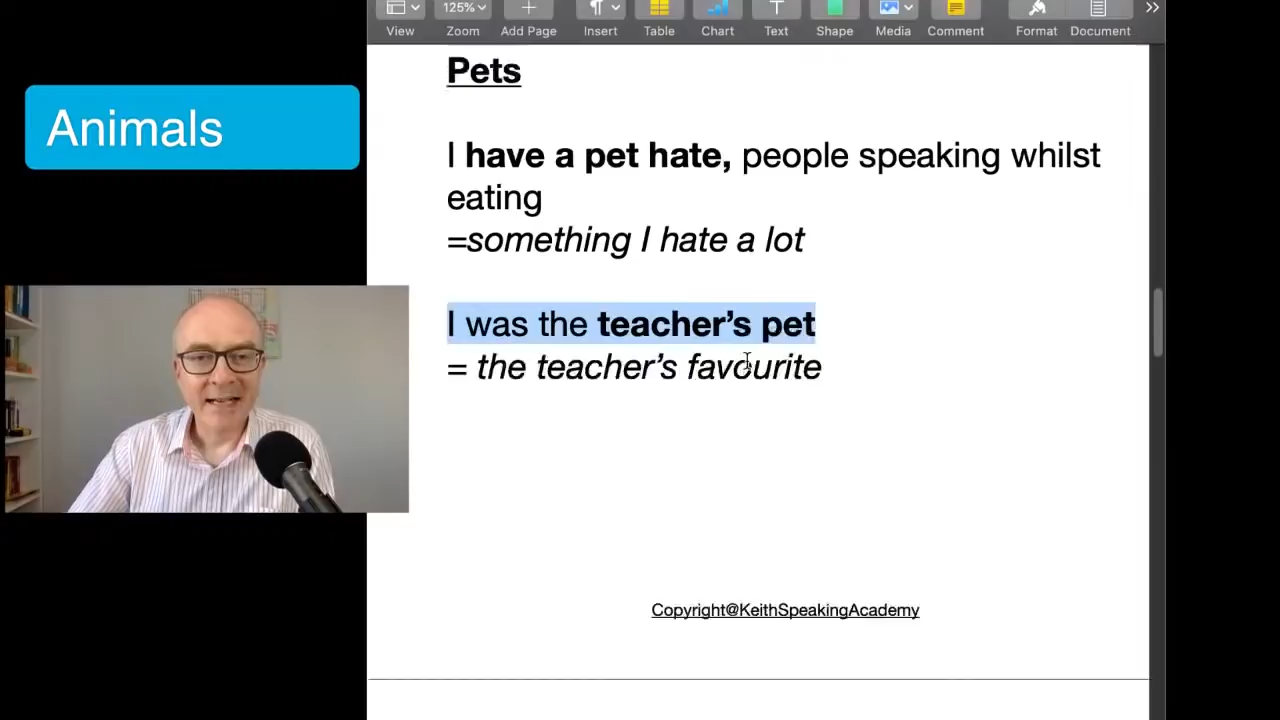 125%
View Zoom Add Page Insert Table Chart Text Shape Media Comment Format Document
Animals
Pets
I have a pet hate, people speaking whilst
eating
=something I hate a lot
I was the teacher’s pet
= the teacher’s favourite
Copyright@KeithSpeakingAcademy